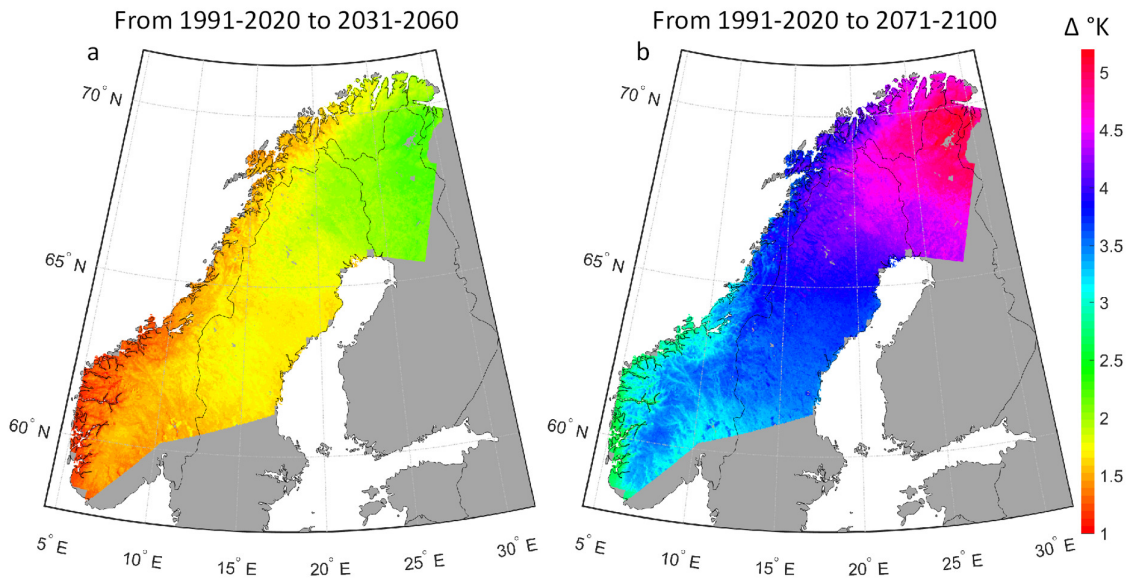 From 1991-2020 to 2031-2060
From 1991-2020 to 2071-2100
Δ °K
a
b
70° N
65° N
60° N
5° E
10° E
15° E
20° E
25° E
30° E
70° N
65° N
60° N
5° E
10° E
15° E
20° E
25° E
30° E
5
4.5
4
3.5
3
2.5
2
1.5
1